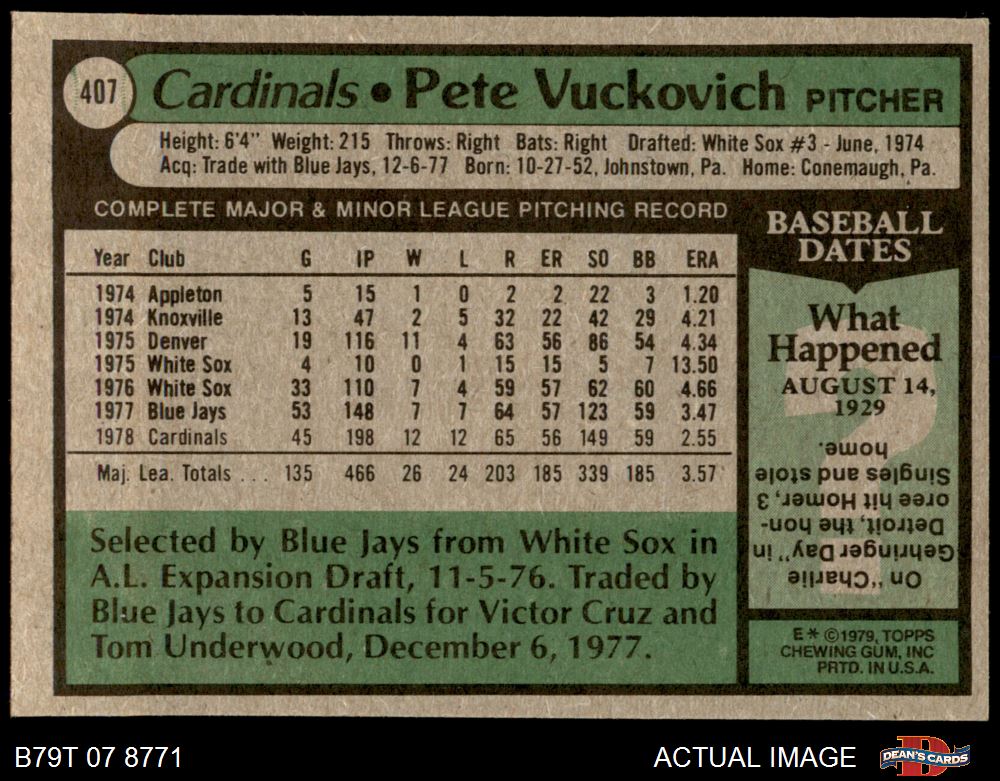 407
Cardinals • Pete Vuckovich PITCHER
Height: 6'4" Weight: 215 Throws: Right Bats: Right Drafted: White Sox #3 - June, 1974
Acq: Trade with Blue Jays, 12-6-77 Born: 10-27-52, Johnstown, Pa. Home: Conemaugh, Pa.
COMPLETE MAJOR & MINOR LEAGUE PITCHING RECORD
Year Club G IP W L R ER SO BB ERA
1974 Appleton 5 15 1 0 2 2 22 3 1.20
1974 Knoxville 13 47 2 5 32 22 42 29 4.21
1975 Denver 19 116 11 4 63 56 86 54 4.34
1975 White Sox 4 10 0 1 15 15 5 7 13.50
1976 White Sox 33 110 7 4 59 57 62 60 4.66
1977 Blue Jays 53 148 7 7 64 57 123 59 3.47
1978 Cardinals 45 198 12 12 65 56 149 59 2.55
Maj. Lea. Totals . . . 135 466 26 24 203 185 339 185 3.57
Selected by Blue Jays from White Sox in
A.L. Expansion Draft, 11-5-76. Traded by
Blue Jays to Cardinals for Victor Cruz and
Tom Underwood, December 6, 1977.
BASEBALL
DATES
What
Happened
AUGUST 14,
1929
On "Charlie
Gehringer Day" in
Detroit, the hon-
oree hit Homer, 3
Singles and stole
home.
E * © 1979, TOPPS
CHEWING GUM, INC
PRTD. IN U.S.A.
B79T 07 8771
ACTUAL IMAGE
DEAN'S CARDS